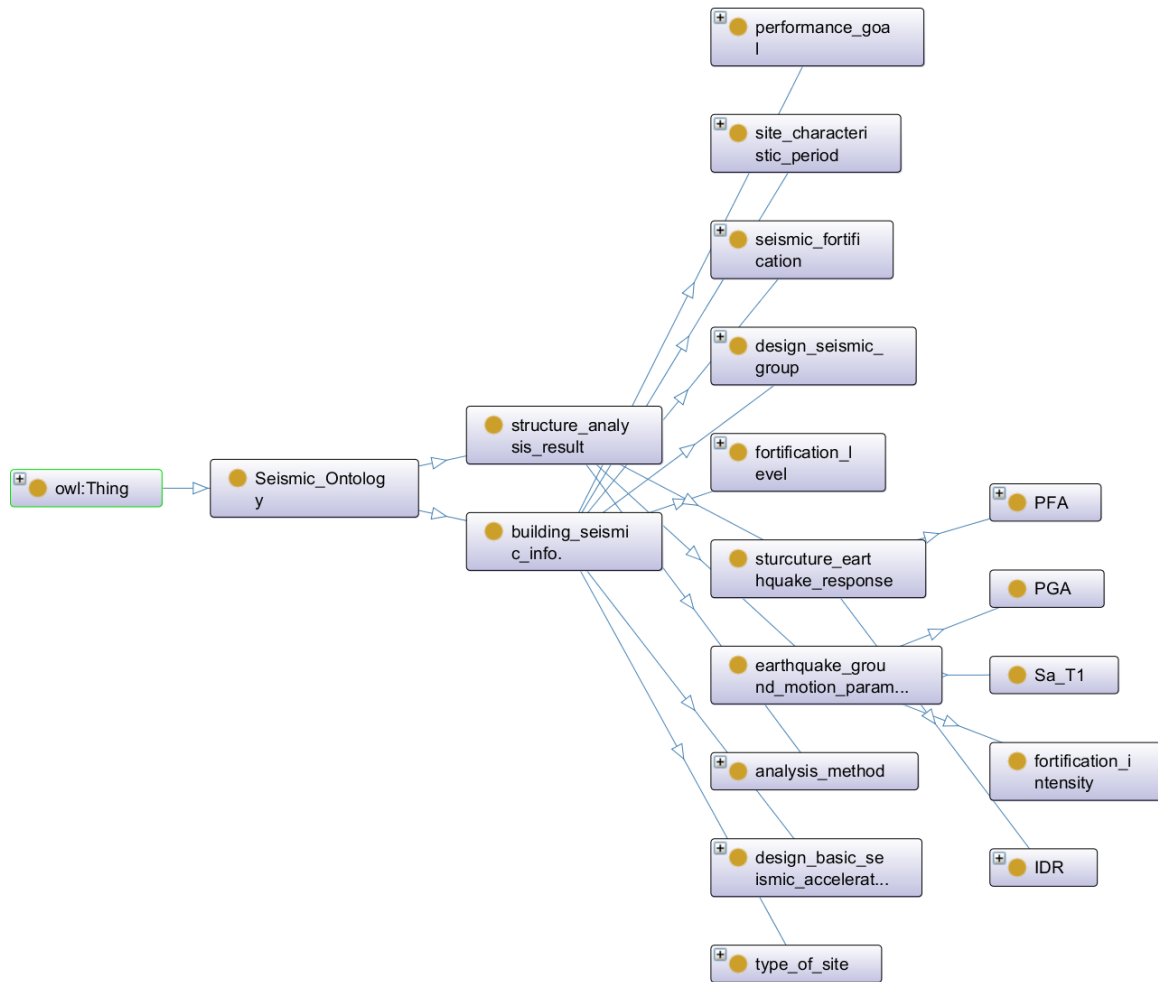 performance_goa
l
site_characteri
stic_period
seismic_fortifi
cation
design_seismic_
group
structure_analy
sis_result
fortification_l
evel
owl:Thing
Seismic_Ontolog
y
PFA
building_seismi
c_info.
sturcuture_eart
hquake_response
PGA
earthquake_grou
nd_motion_param...
Sa_T1
analysis_method
fortification_i
ntensity
design_basic_se
ismic_accelerat...
IDR
type_of_site